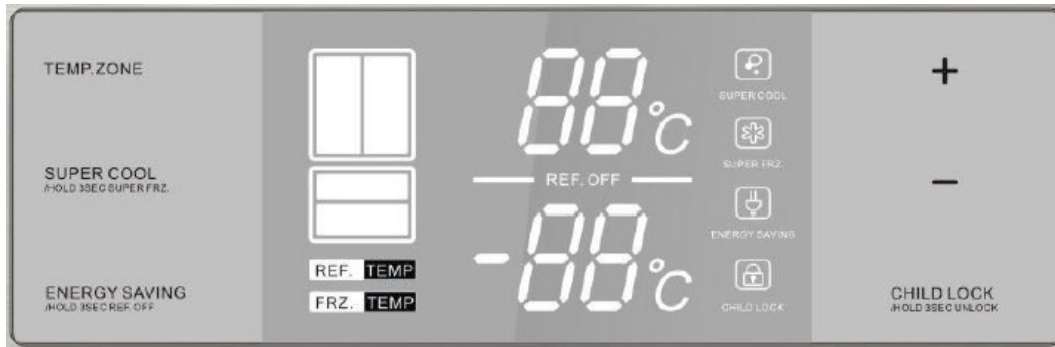 TEMP.ZONE
SUPER COOL
/HOLD 3SEC SUPER FRZ.
ENERGY SAVING
/HOLD 3SEC REF. OFF
REF. TEMP
FRZ. TEMP
88°C
REF. OFF
-88°C
SUPER COOL
SUPER FRZ.
ENERGY SAVING
CHILD LOCK
+
−
CHILD LOCK
/HOLD 3SEC UNLOCK